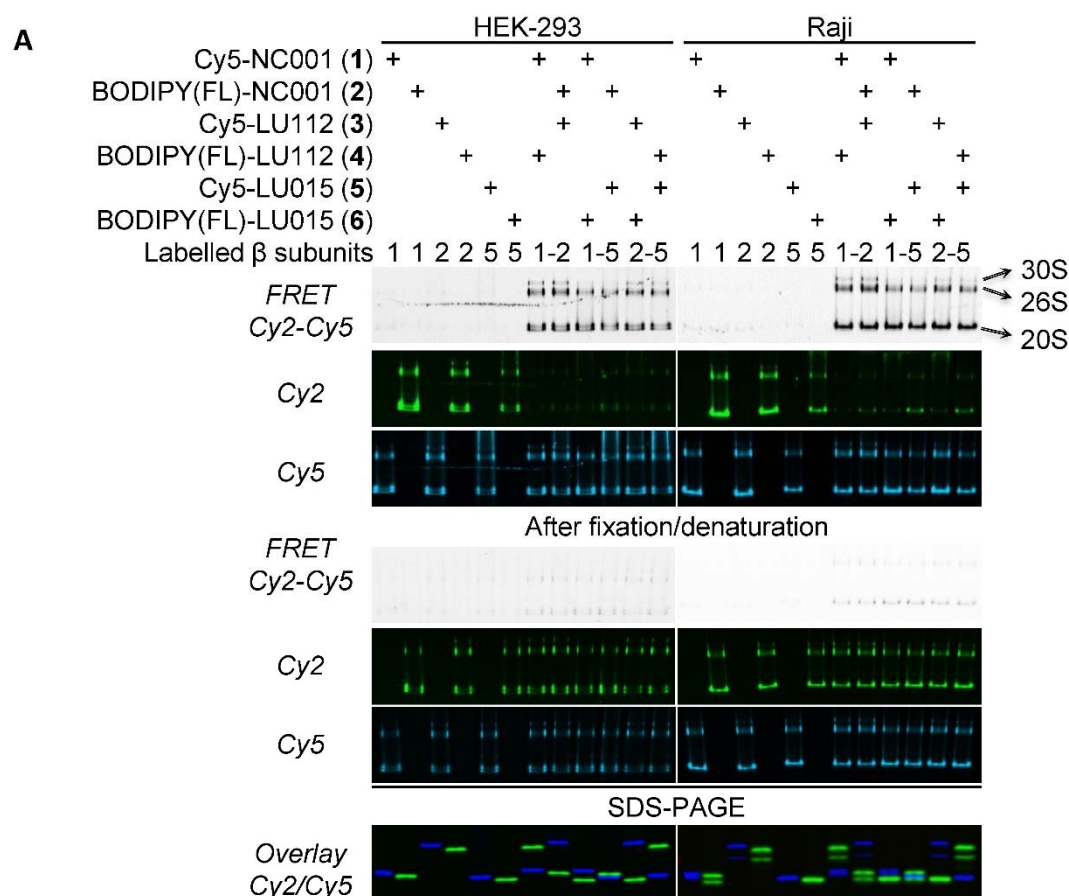 A
HEK-293 Raji
Cy5-NC001 (1) + + + + + +
BODIPY(FL)-NC001 (2) + + + + + +
Cy5-LU112 (3) + + + + + +
BODIPY(FL)-LU112 (4) + + + + + +
Cy5-LU015 (5) + + + + + +
BODIPY(FL)-LU015 (6) + + + + + +
Labelled β subunits 1 1 2 2 5 5 1-2 1-5 2-5 1 1 2 2 5 5 1-2 1-5 2-5
30S
FRET
26S
Cy2-Cy5
20S
Cy2
Cy5
After fixation/denaturation
FRET
Cy2-Cy5
Cy2
Cy5
SDS-PAGE
Overlay
Cy2/Cy5